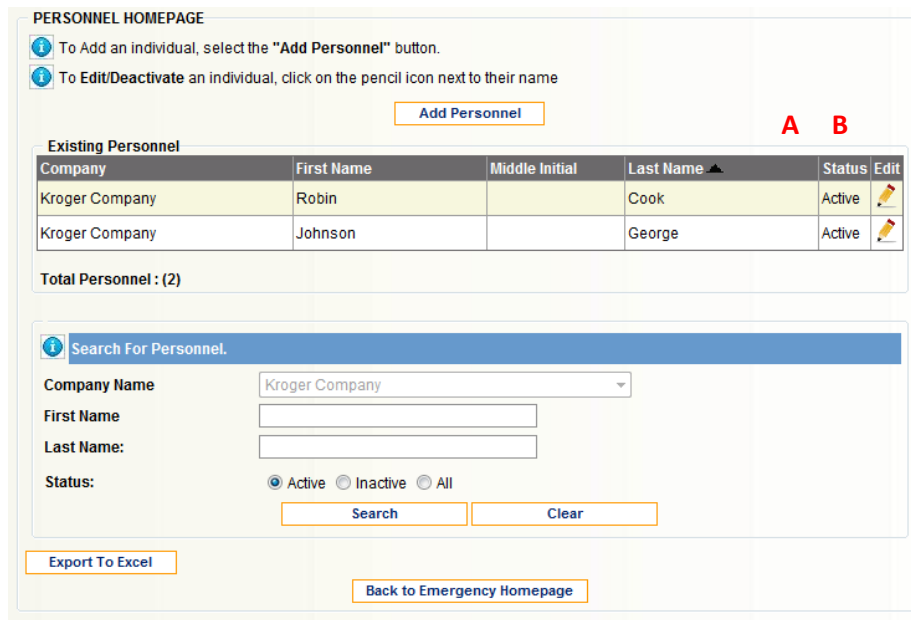 PERSONNEL HOMEPAGE
To Add an individual, select the "Add Personnel" button.
To Edit/Deactivate an individual, click on the pencil icon next to their name
Add Personnel
A B
Existing Personnel
Company First Name Middle Initial Last Name Status Edit
Kroger Company Robin Cook Active
Kroger Company Johnson George Active
Total Personnel : (2)
Search For Personnel.
Company Name Kroger Company
First Name
Last Name:
Status: Active Inactive All
Search Clear
Export To Excel
Back to Emergency Homepage